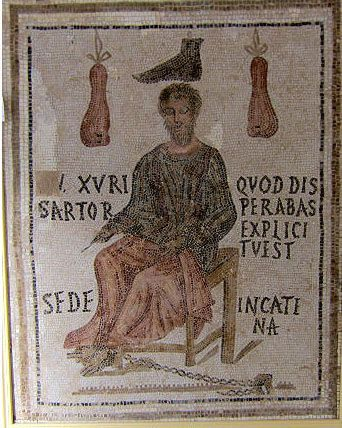 XVRI
SARTOR
QVOD DIS
PERABAS
EXPLICI
TVEST
SEDE
INCATI
NA